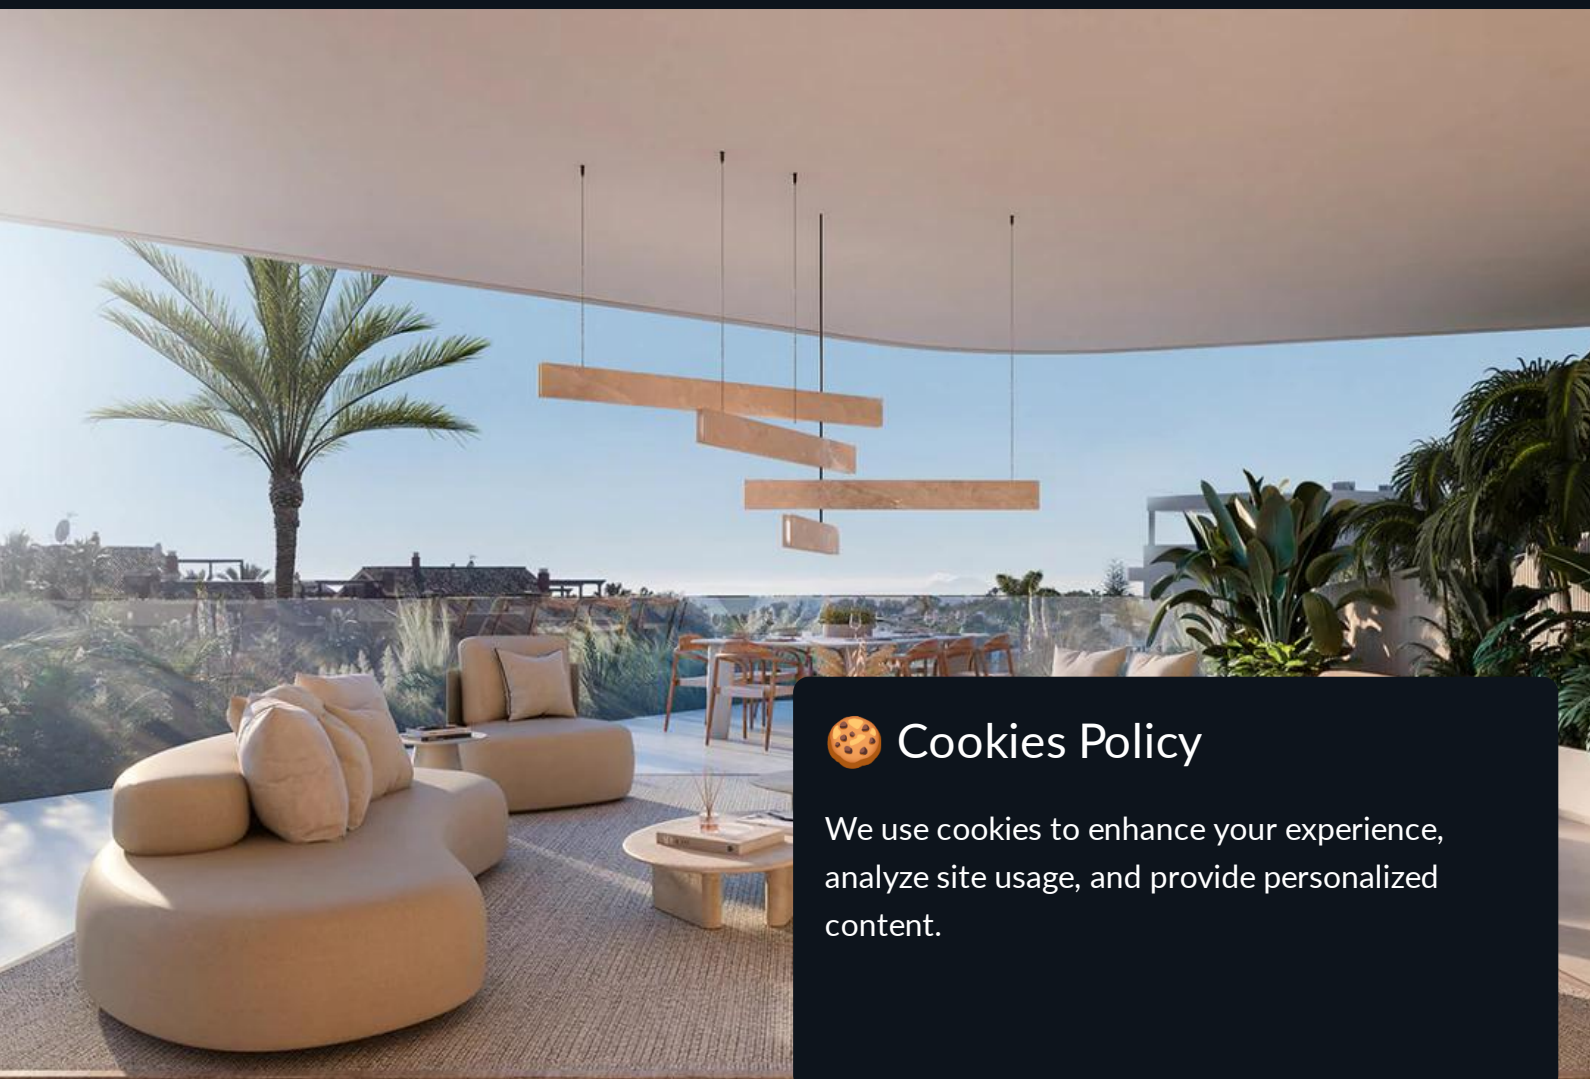 🍪 Cookies Policy
We use cookies to enhance your experience,
analyze site usage, and provide personalized
content.